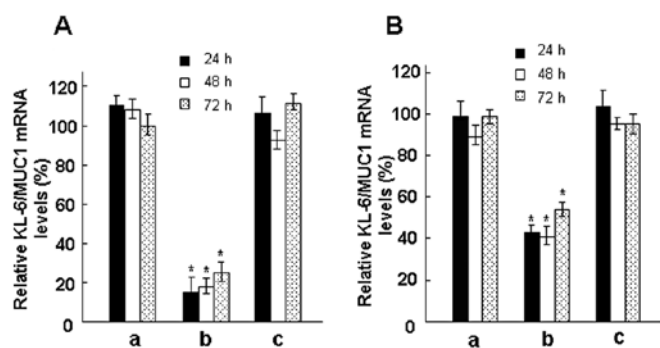 A
24 h
48 h
72 h
Relative KL-6/MUC1 mRNA
levels (%)
120
100
80
60
40
20
0
* * *
a b c
B
24 h
48 h
72 h
Relative KL-6/MUC1 mRNA
levels (%)
120
100
80
60
40
20
0
* * *
a b c